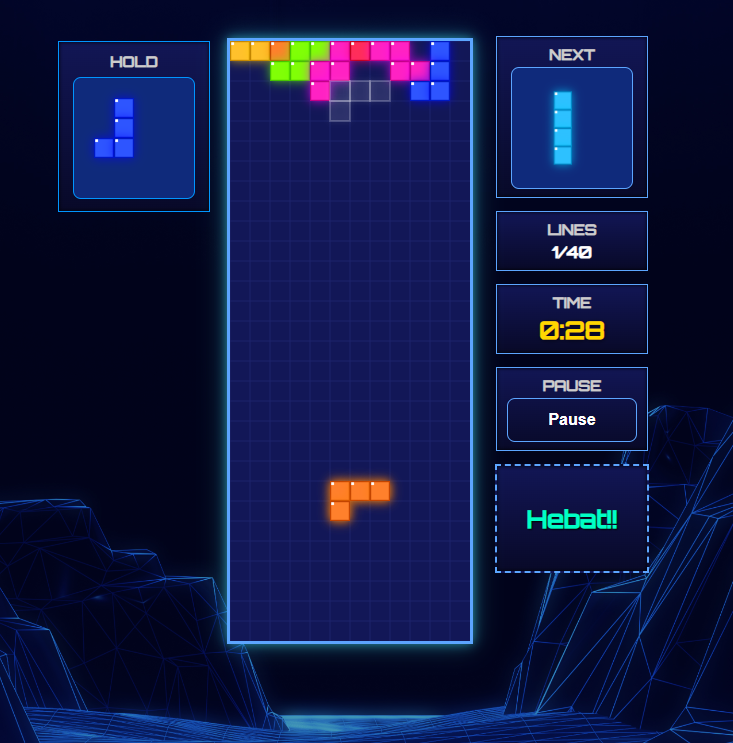 HOLD
NEXT
LINES
1/40
TIME
0:28
PAUSE
Pause
Hebat!!